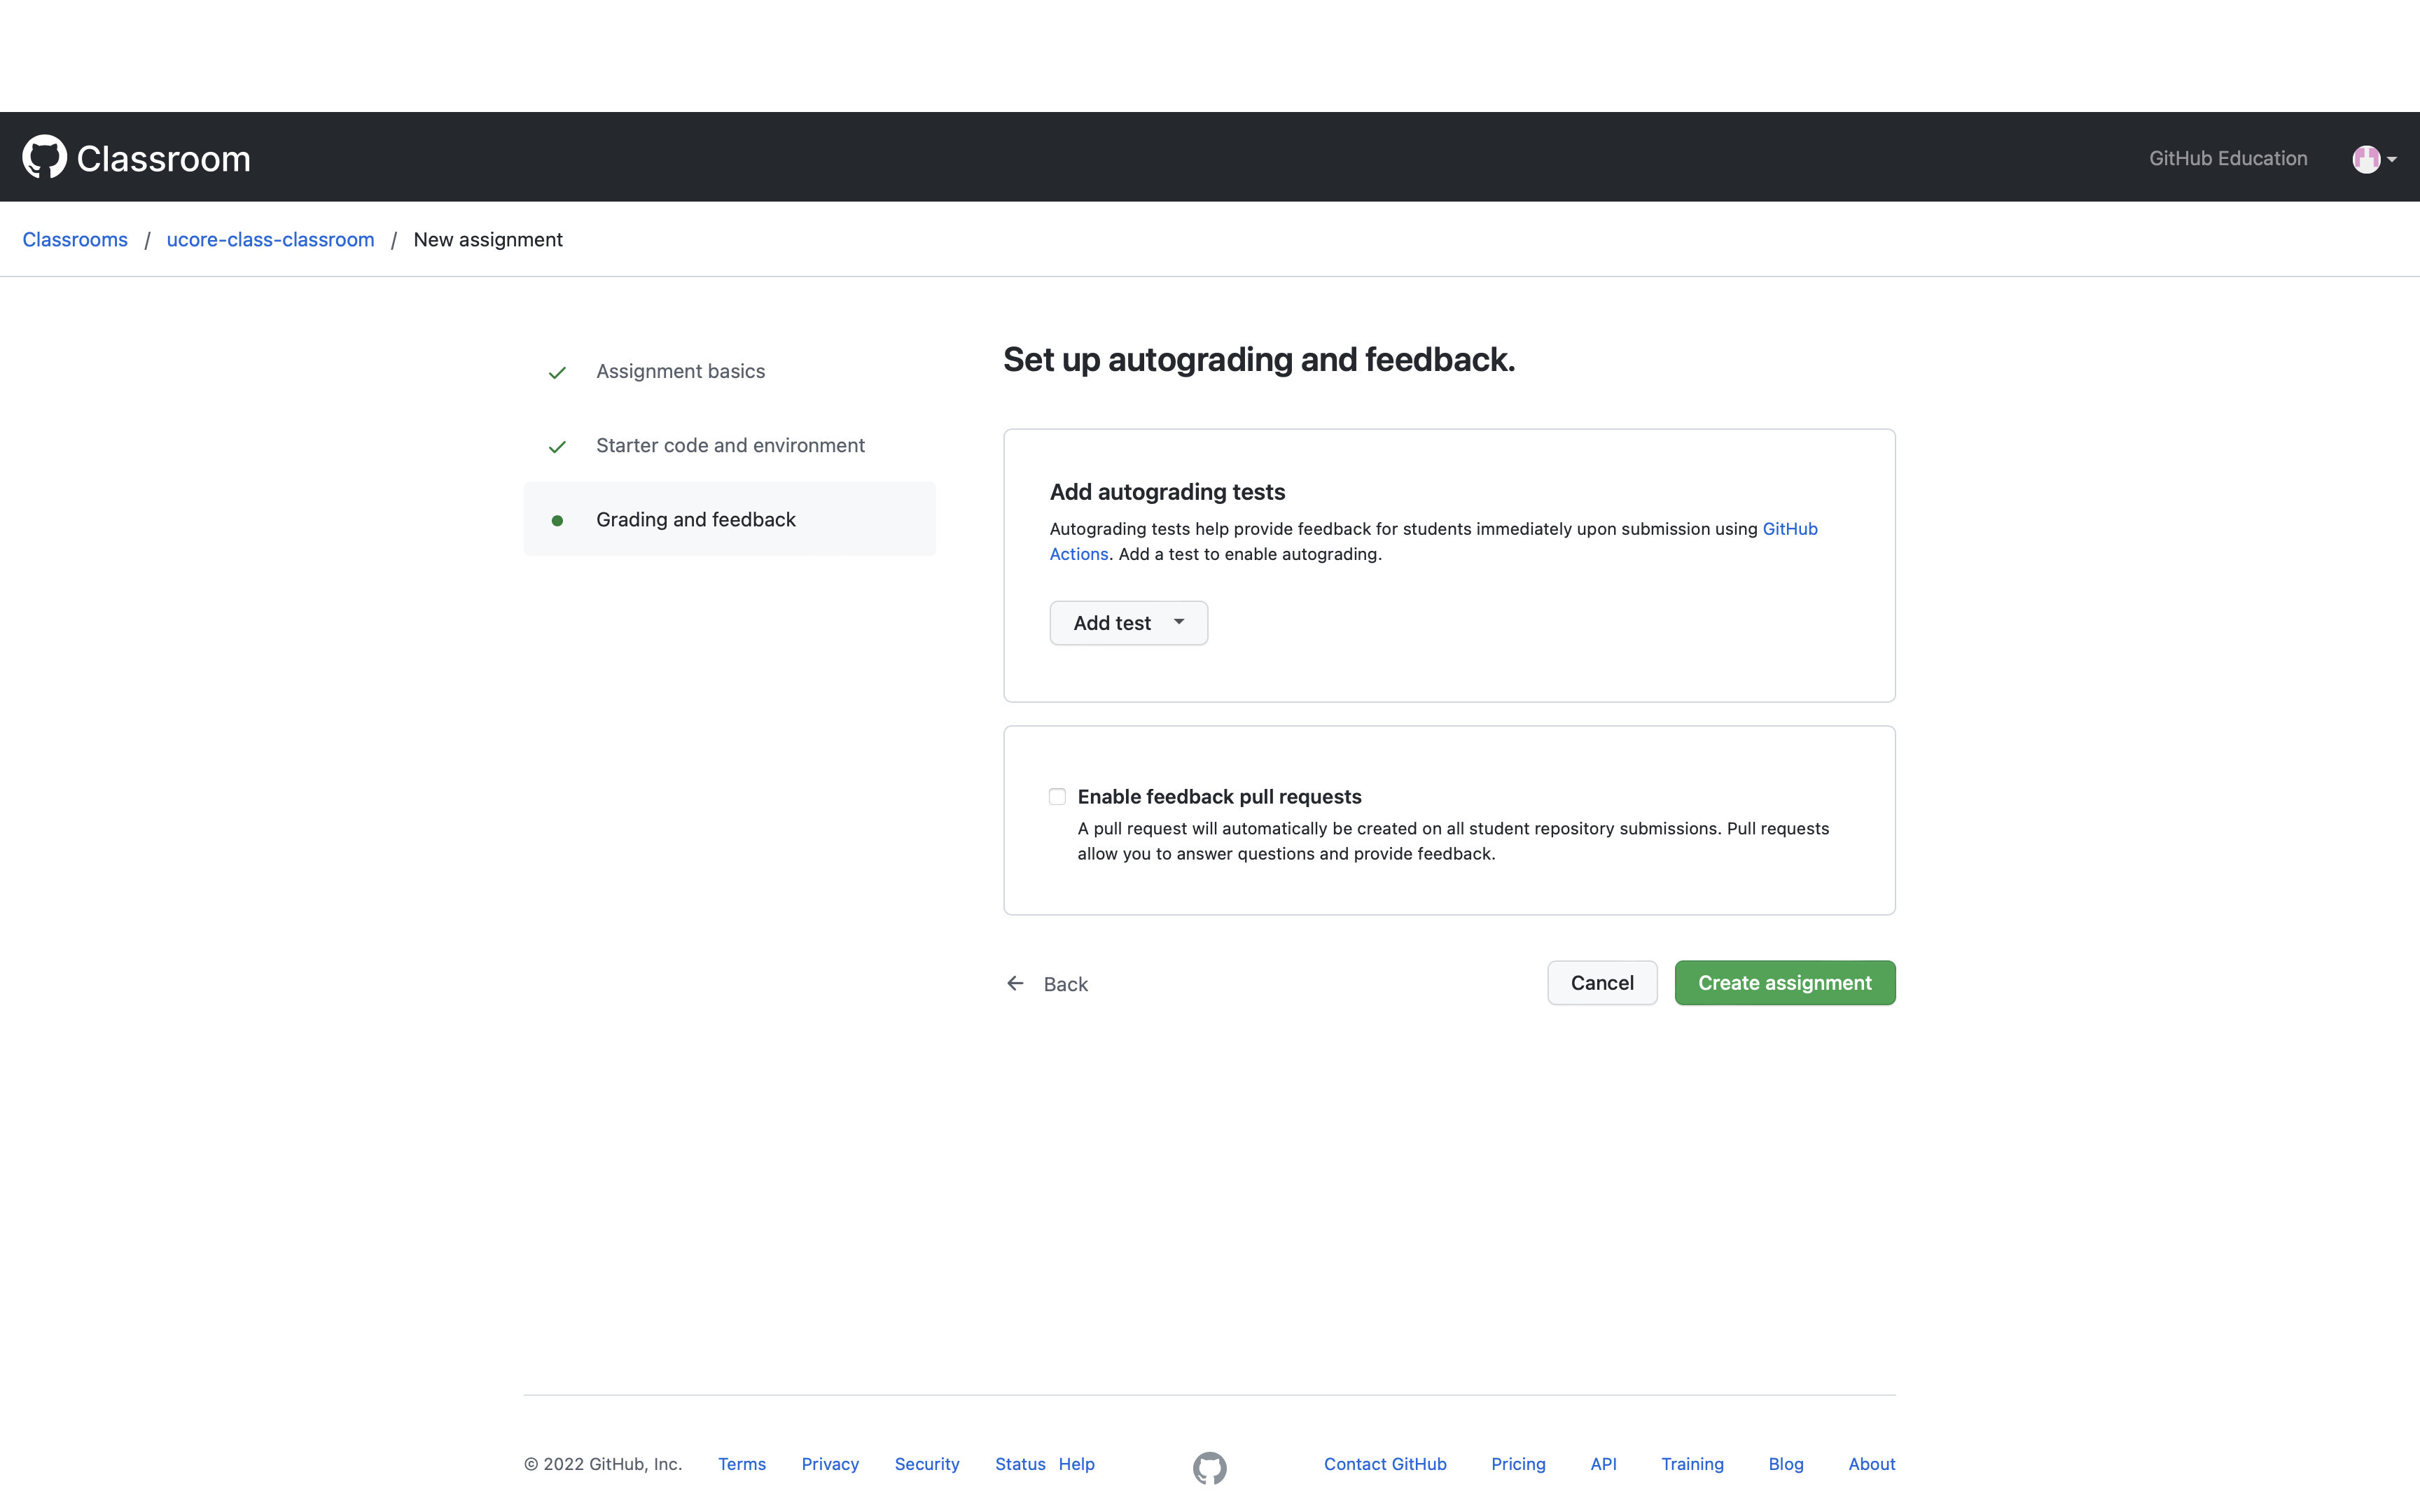 Classroom
GitHub Education
Classrooms / ucore-class-classroom / New assignment
Assignment basics
Starter code and environment
Grading and feedback
Set up autograding and feedback.
Add autograding tests
Autograding tests help provide feedback for students immediately upon submission using GitHub
Actions. Add a test to enable autograding.
Add test
Enable feedback pull requests
A pull request will automatically be created on all student repository submissions. Pull requests
allow you to answer questions and provide feedback.
Back
Cancel
Create assignment
© 2022 GitHub, Inc. Terms Privacy Security Status Help Contact GitHub Pricing API Training Blog About